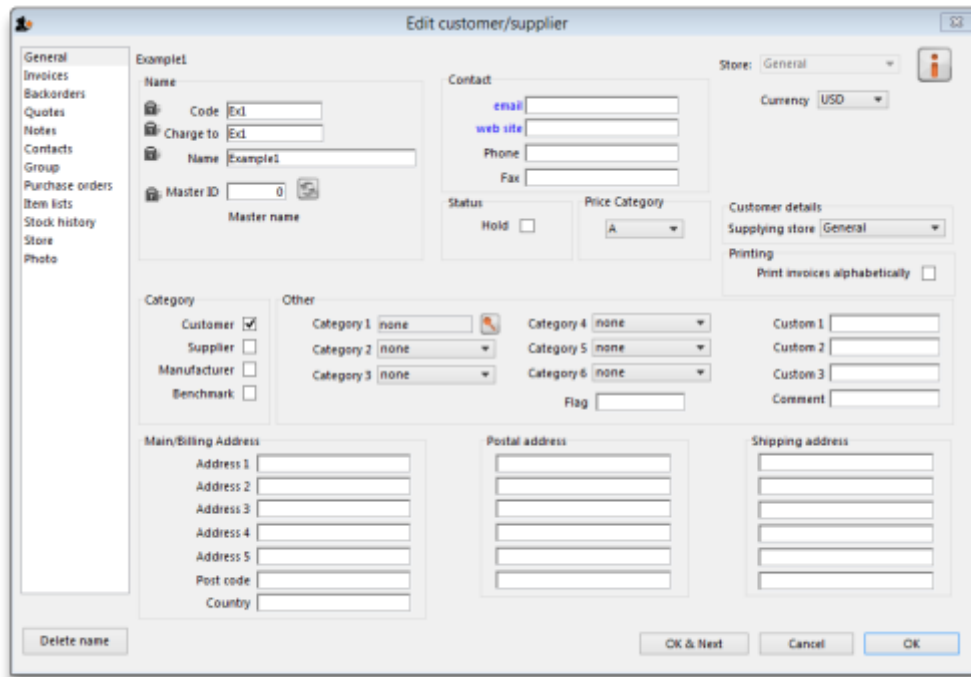 Edit customer/supplier
General
Invoices
Backorders
Quotes
Notes
Contacts
Group
Purchase orders
Item lists
Stock history
Store
Photo
Example1
Name
Code Ex1
Charge to Ex1
Name Example1
Master ID 0
Master name
Contact
email
web site
Phone
Fax
Store: General
Currency USD
Status
Hold
Price Category
A
Customer details
Supplying store General
Printing
Print invoices alphabetically
Category
Customer
Supplier
Manufacturer
Benchmark
Other
Category 1 none
Category 2 none
Category 3 none
Category 4 none
Category 5 none
Category 6 none
Flag
Custom 1
Custom 2
Custom 3
Comment
Main/Billing Address
Address 1
Address 2
Address 3
Address 4
Address 5
Post code
Country
Postal address
Shipping address
Delete name
OK & Next
Cancel
OK